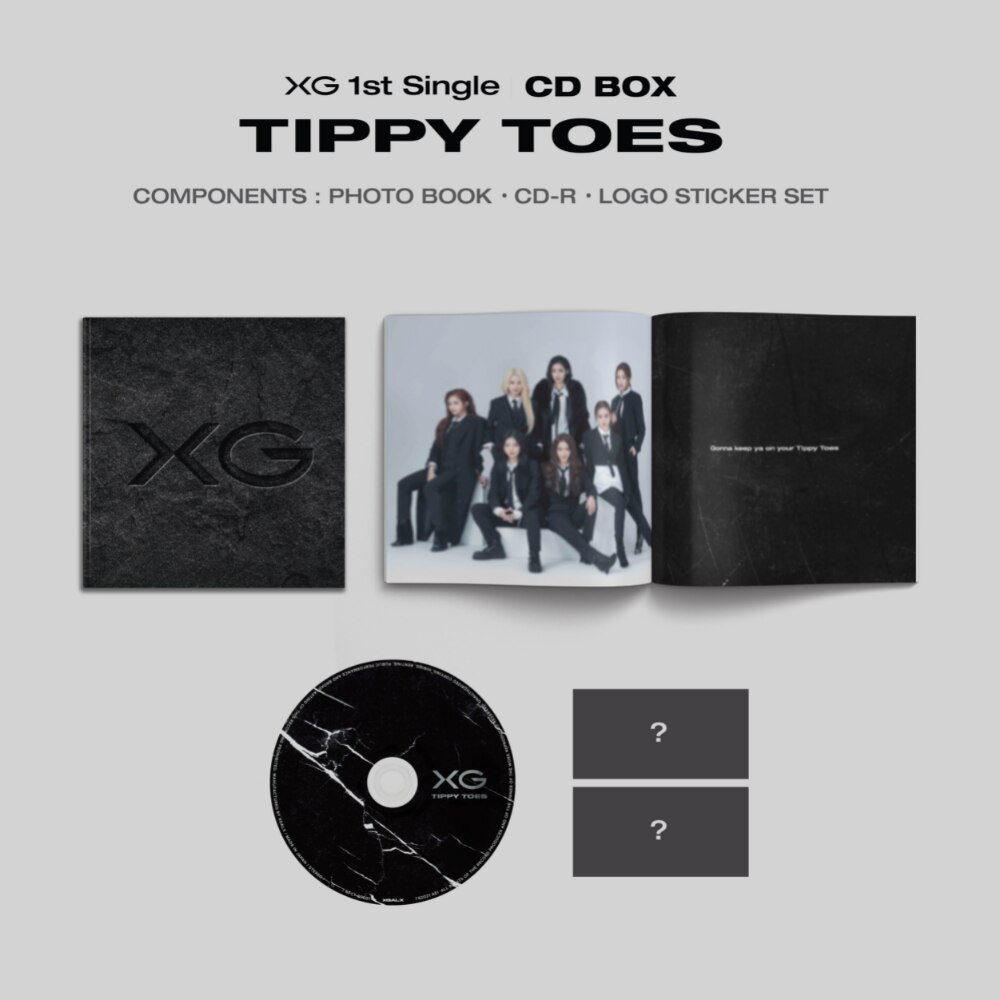 XG 1st Single | CD BOX
TIPPY TOES
COMPONENTS : PHOTO BOOK · CD-R · LOGO STICKER SET
XG
Gonna keep ya on your Tippy Toes
XG
TIPPY TOES
XGALX
?
?